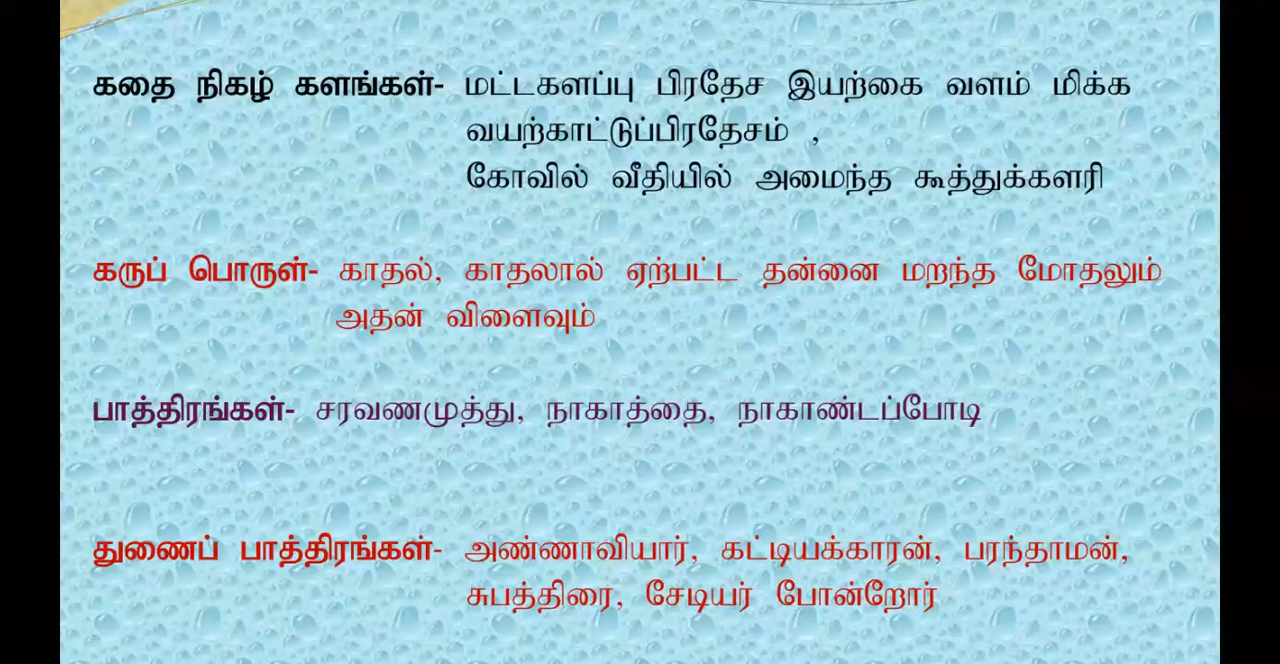 கதை நிகழ் களங்கள்- மட்டகளப்பு பிரதேச இயற்கை வளம் மிக்க
வயற்காட்டுப்பிரதேசம் ,
கோவில் வீதியில் அமைந்த கூத்துக்களரி
கருப் பொருள்- காதல், காதலால் ஏற்பட்ட தன்னை மறந்த மோதலும்
அதன் விளைவும்
பாத்திரங்கள்- சரவணமுத்து, நாகாத்தை, நாகாண்டப்போடி
துணைப் பாத்திரங்கள்- அண்ணாவியார், கட்டியக்காரன், பரந்தாமன்,
சுபத்திரை, சேடியர் போன்றோர்